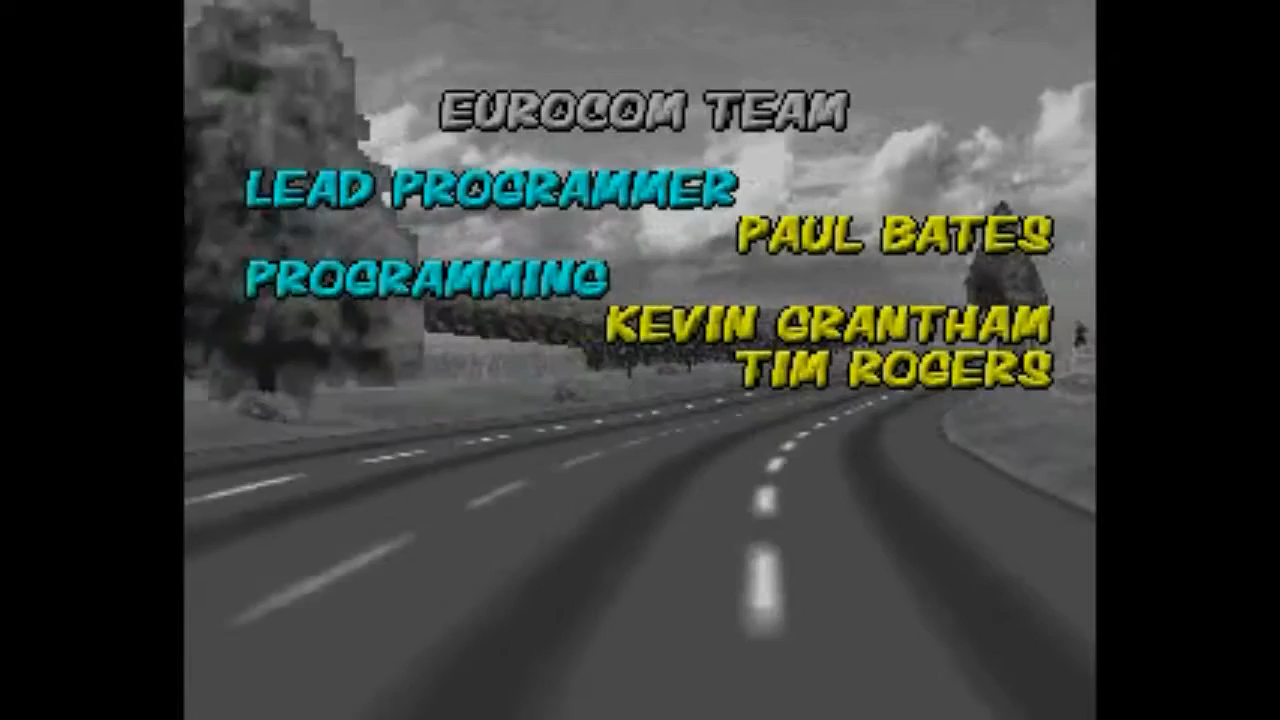 EUROCOM TEAM
LEAD PROGRAMMER
PAUL BATES
PROGRAMMING
KEVIN GRANTHAM
TIM ROGERS